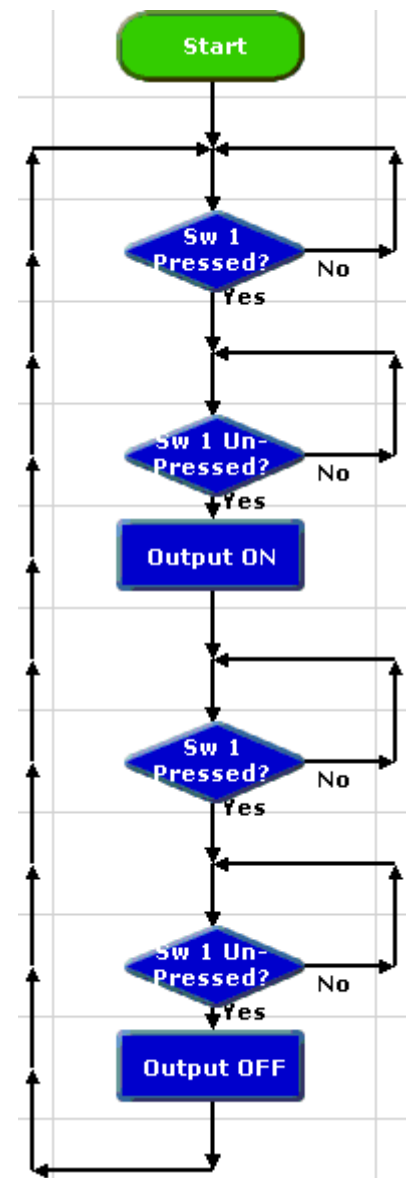 Start
Sw 1
Pressed?
No
Yes
Sw 1 Un-
Pressed?
No
Yes
Output ON
Sw 1
Pressed?
No
Yes
Sw 1 Un-
Pressed?
No
Yes
Output OFF